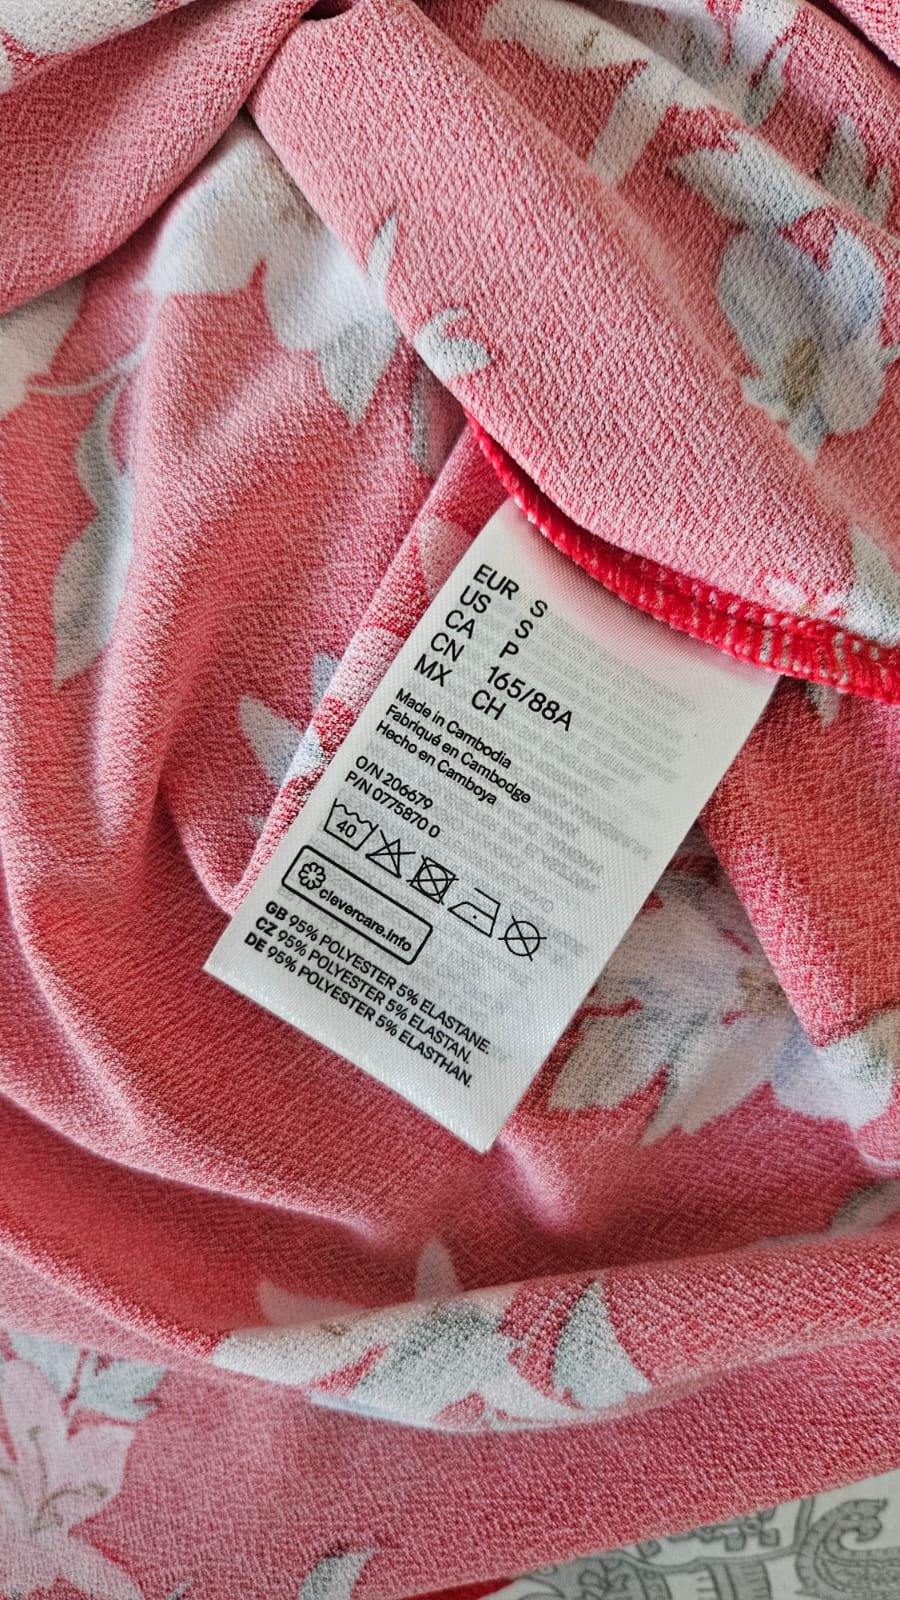 EUR S
US S
CA P
CN 165/88A
MX CH
Made in Cambodia
Fabriqué en Cambodge
Hecho en Camboya
O/N 206679
P/N 0775870 0
40
clevercare.info
GB 95% POLYESTER 5% ELASTANE.
CZ 95% POLYESTER 5% ELASTAN.
DE 95% POLYESTER 5% ELASTHAN.